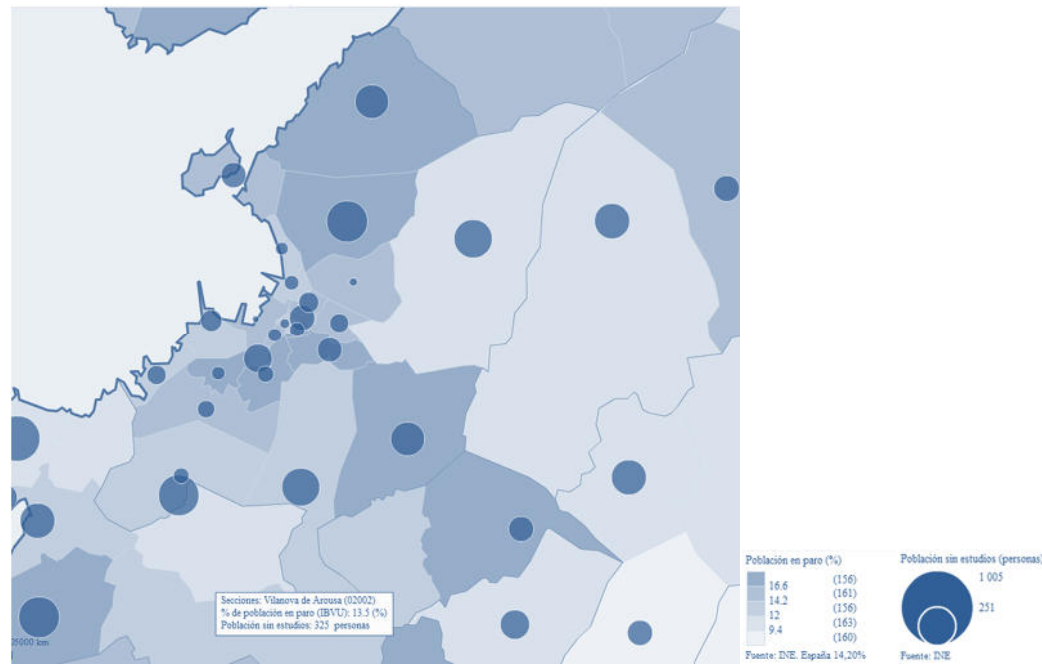 Secciones: Vilanova de Arousa (02002)
% de población en paro (IBVU): 13.5 (%)
Población sin estudios: 325 personas
25000 km
Población en paro (%)
16.6
14.2
12
9.4
(156)
(161)
(156)
(163)
(160)
Fuente: INE. España 14,20%
Población sin estudios (personas)
1 005
251
Fuente: INE